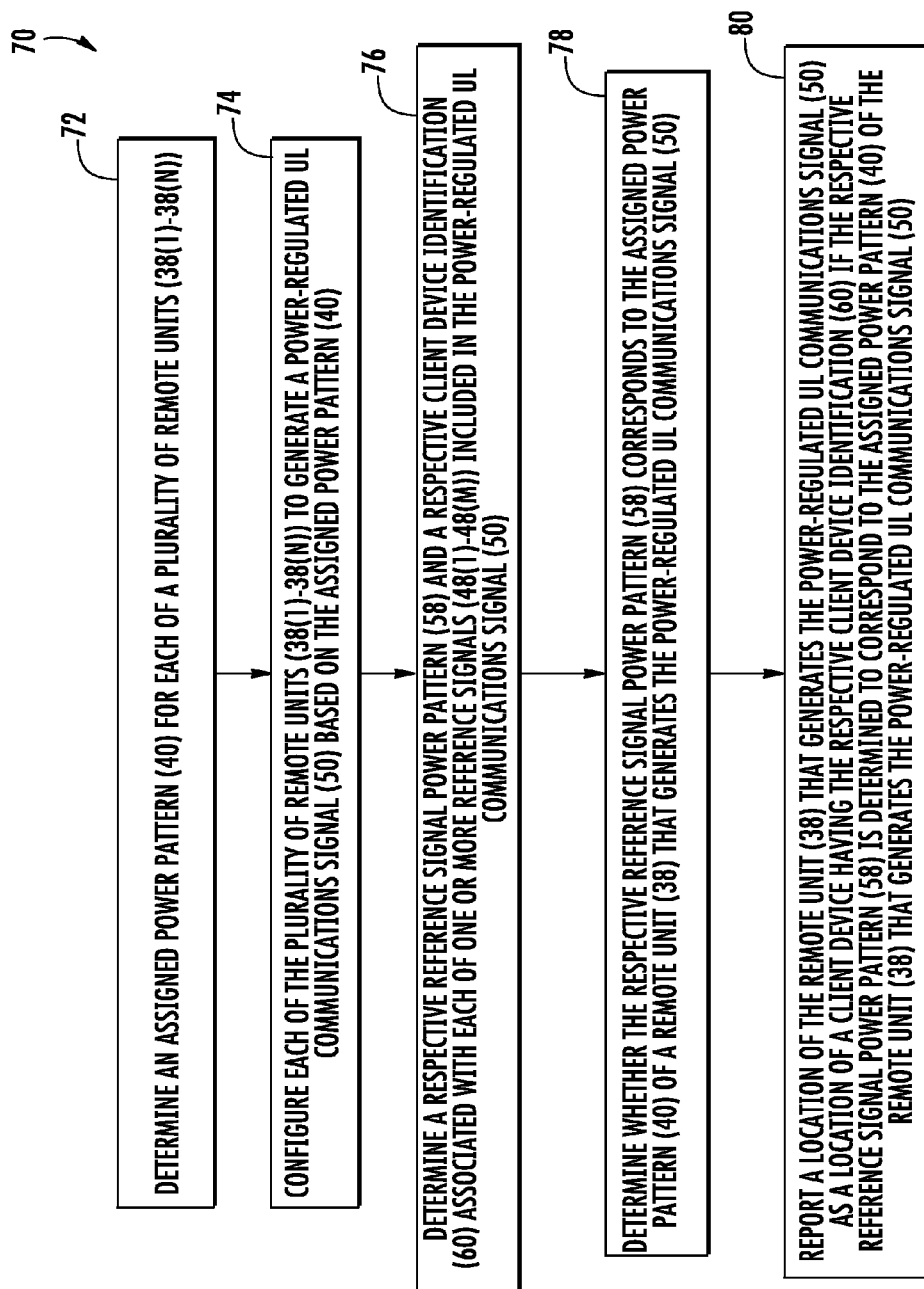 70
72
DETERMINE AN ASSIGNED POWER PATTERN (40) FOR EACH OF A PLURALITY OF REMOTE UNITS (38(1)-38(N))
74
CONFIGURE EACH OF THE PLURALITY OF REMOTE UNITS (38(1)-38(N)) TO GENERATE A POWER-REGULATED UL
COMMUNICATIONS SIGNAL (50) BASED ON THE ASSIGNED POWER PATTERN (40)
76
DETERMINE A RESPECTIVE REFERENCE SIGNAL POWER PATTERN (58) AND A RESPECTIVE CLIENT DEVICE IDENTIFICATION
(60) ASSOCIATED WITH EACH OF ONE OR MORE REFERENCE SIGNALS (48(1)-48(M)) INCLUDED IN THE POWER-REGULATED UL
COMMUNICATIONS SIGNAL (50)
78
DETERMINE WHETHER THE RESPECTIVE REFERENCE SIGNAL POWER PATTERN (58) CORRESPONDS TO THE ASSIGNED POWER
PATTERN (40) OF A REMOTE UNIT (38) THAT GENERATES THE POWER-REGULATED UL COMMUNICATIONS SIGNAL (50)
80
REPORT A LOCATION OF THE REMOTE UNIT (38) THAT GENERATES THE POWER-REGULATED UL COMMUNICATIONS SIGNAL (50)
AS A LOCATION OF A CLIENT DEVICE HAVING THE RESPECTIVE CLIENT DEVICE IDENTIFICATION (60) IF THE RESPECTIVE
REFERENCE SIGNAL POWER PATTERN (58) IS DETERMINED TO CORRESPOND TO THE ASSIGNED POWER PATTERN (40) OF THE
REMOTE UNIT (38) THAT GENERATES THE POWER-REGULATED UL COMMUNICATIONS SIGNAL (50)